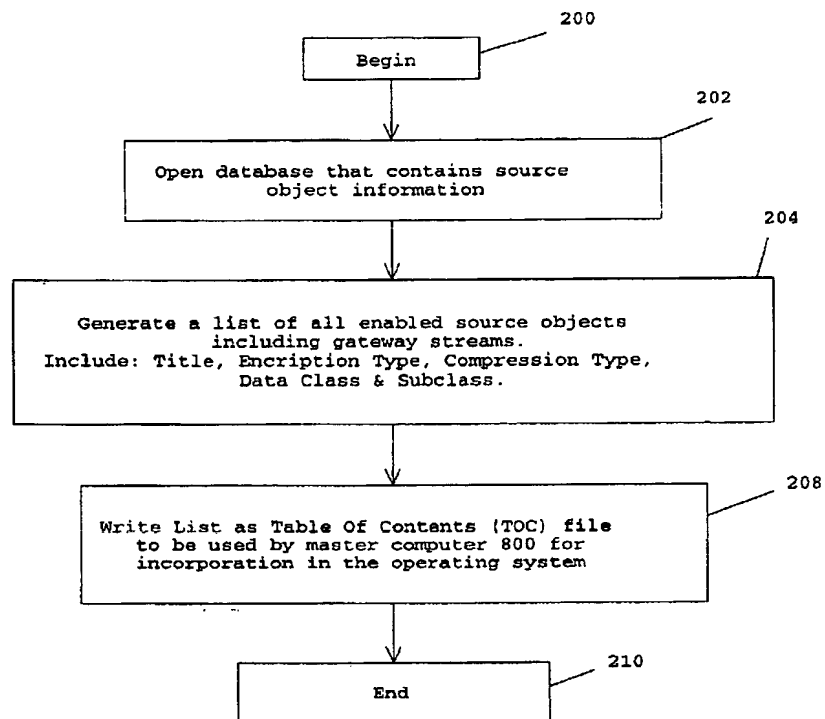 200
Begin
202
Open database that contains source
object information
204
Generate a list of all enabled source objects
including gateway streams.
Include: Title, Encription Type, Compression Type,
Data Class & Subclass.
208
Write List as Table Of Contents (TOC) file
to be used by master computer 800 for
incorporation in the operating system
210
End